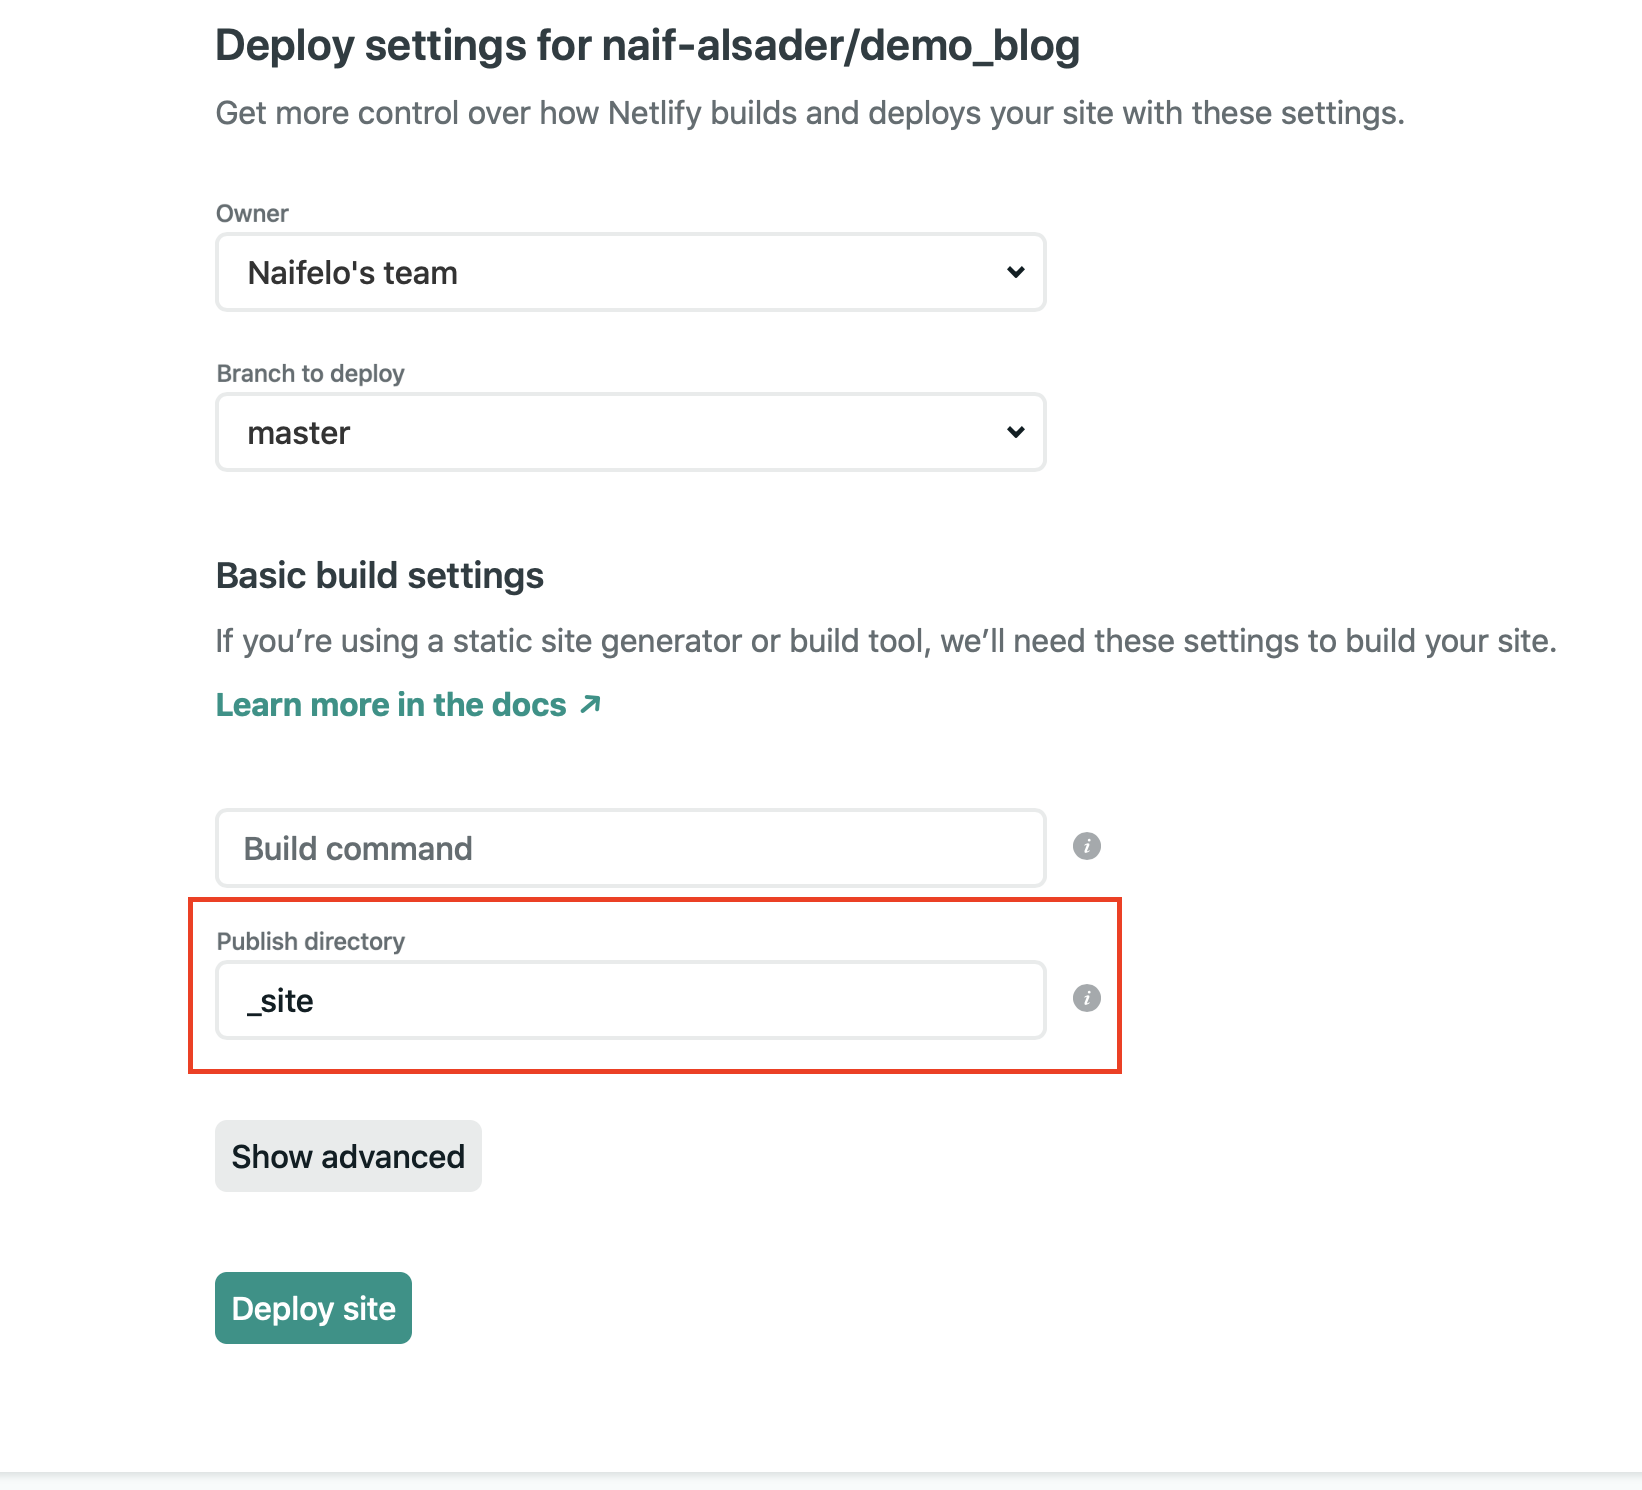 Deploy settings for naif-alsader/demo_blog
Get more control over how Netlify builds and deploys your site with these settings.
Owner
Naifelo's team
Branch to deploy
master
Basic build settings
If you’re using a static site generator or build tool, we’ll need these settings to build your site.
Learn more in the docs ↗
Build command
Publish directory
_site
Show advanced
Deploy site